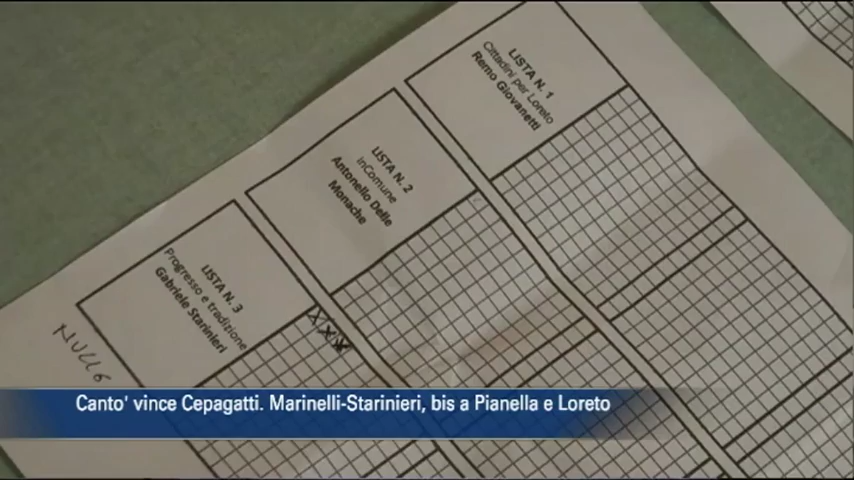 LISTA N. 1
Cittadini per Loreto
Remo Giovanetti
LISTA N. 2
inComune
Antonello Delle
Monache
LISTA N. 3
Progresso e tradizione
Gabriele Starinieri
Canto' vince Cepagatti. Marinelli-Starinieri, bis a Pianella e Loreto